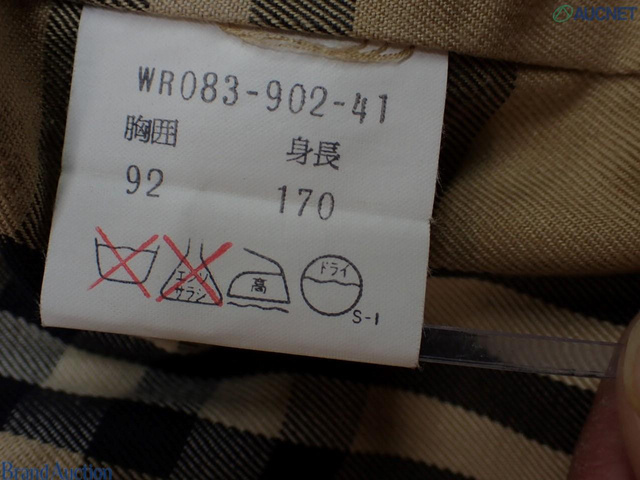 AUCNET
WR083-902-41
胸囲 身長
92 170
エンソ
サラシ
高
ドライ
S-1
Brand Auction